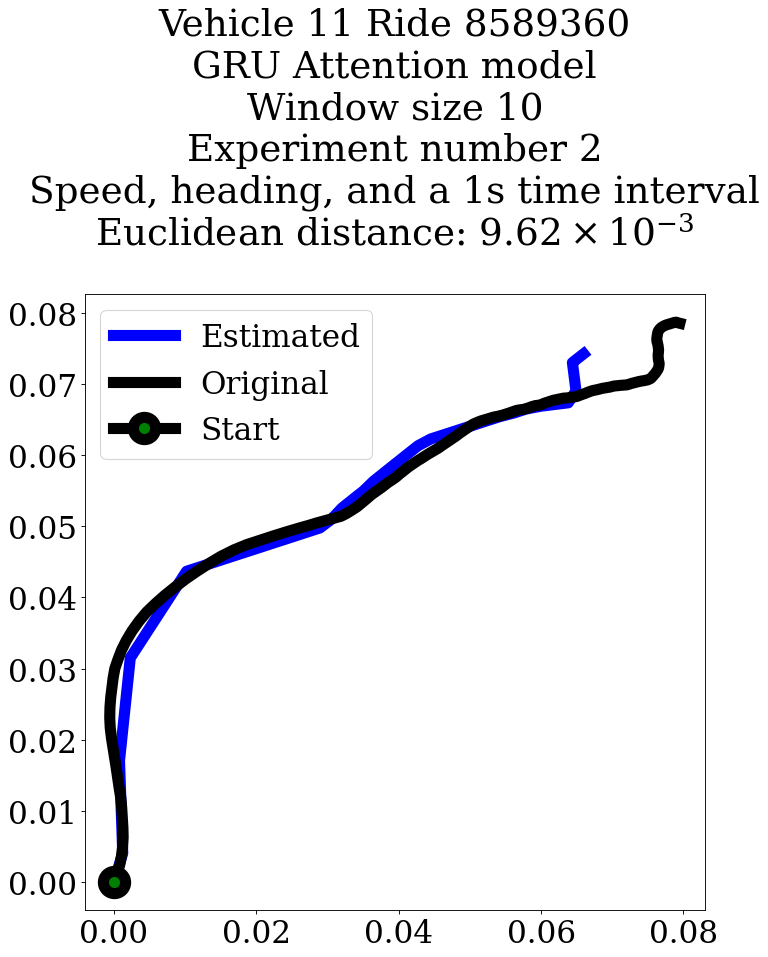 Vehicle 11 Ride 8589360
GRU Attention model
Window size 10
Experiment number 2
Speed, heading, and a 1s time interval
Euclidean distance: 9.62 × 10⁻³
0.08
0.07
0.06
0.05
0.04
0.03
0.02
0.01
0.00
Estimated
Original
Start
0.00 0.02 0.04 0.06 0.08